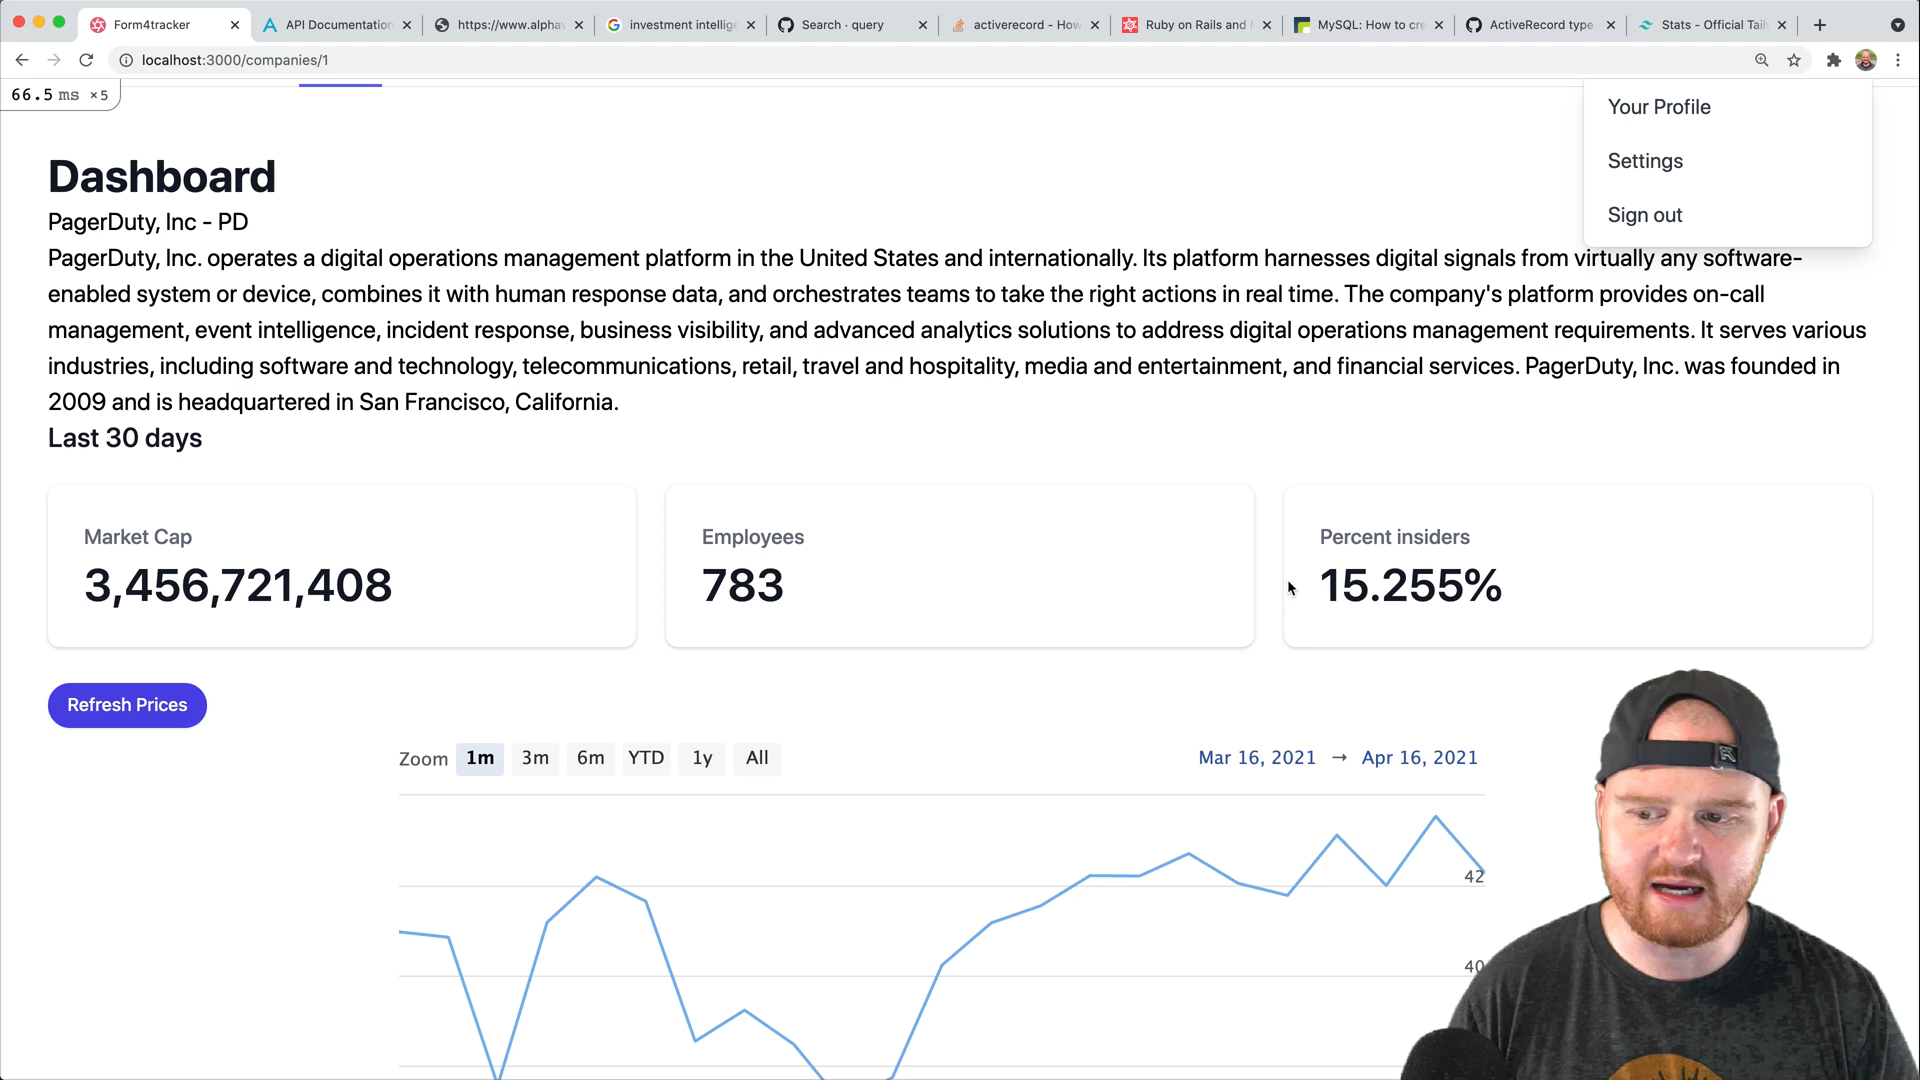 Form4tracker
API Documentation
https://www.alphav
investment intellig
Search · query
activerecord - How
Ruby on Rails and
MySQL: How to cre
ActiveRecord type
Stats - Official Tail
localhost:3000/companies/1
66.5 ms ×5
Your Profile
Settings
Sign out
Dashboard
PagerDuty, Inc - PD
PagerDuty, Inc. operates a digital operations management platform in the United States and internationally. Its platform harnesses digital signals from virtually any software-
enabled system or device, combines it with human response data, and orchestrates teams to take the right actions in real time. The company's platform provides on-call
management, event intelligence, incident response, business visibility, and advanced analytics solutions to address digital operations management requirements. It serves various
industries, including software and technology, telecommunications, retail, travel and hospitality, media and entertainment, and financial services. PagerDuty, Inc. was founded in
2009 and is headquartered in San Francisco, California.
Last 30 days
Market Cap
3,456,721,408
Employees
783
Percent insiders
15.255%
Refresh Prices
Zoom 1m 3m 6m YTD 1y All
Mar 16, 2021 → Apr 16, 2021
42
40